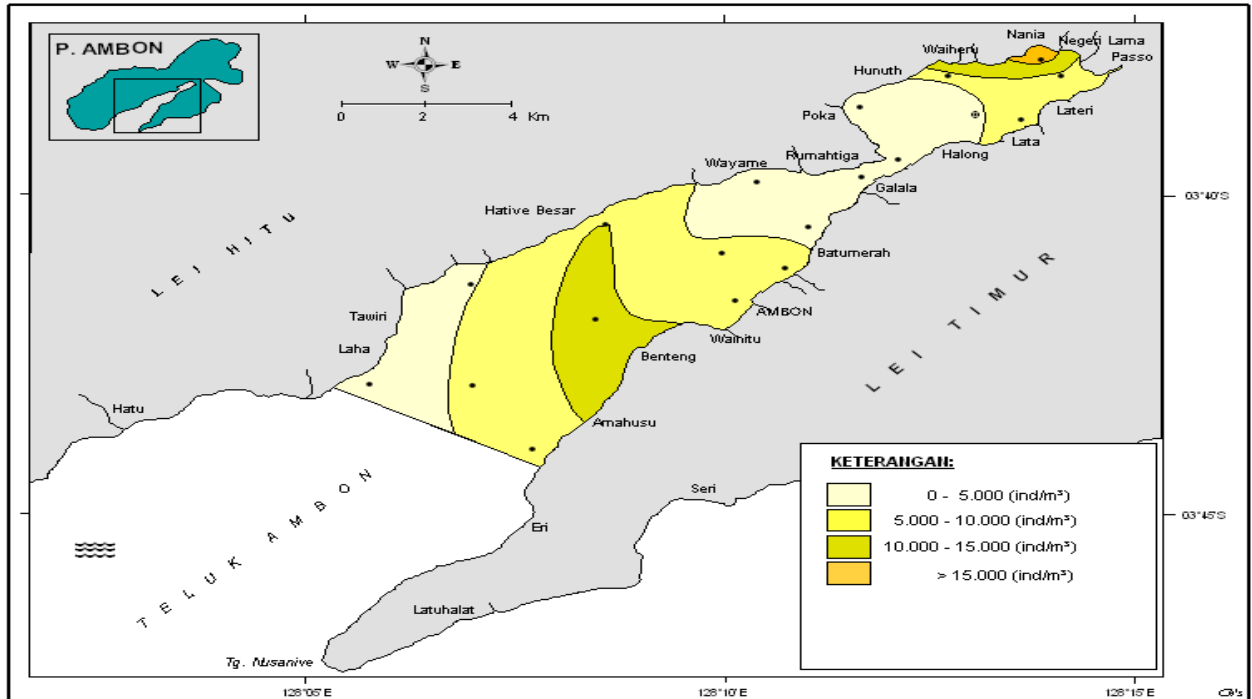 P. AMBON
N
W E
S
0 2 4 Km
Nania
Negeri Lama
Waiheru
Passo
Hunuth
Poka
Lateri
Lata
Halong
Rumahtiga
Wayame
Galala
03°40'S
Hative Besar
LEI HITU
Batumerah
LEI TIMUR
AMBON
Tawiri
Wainitu
Laha
Benteng
Hatu
Amahusu
KETERANGAN:
0 - 5.000 (ind/m³)
5.000 - 10.000 (ind/m³)
10.000 - 15.000 (ind/m³)
> 15.000 (ind/m³)
Seri
03°45'S
Eri
TELUK AMBON
Latuhalat
Tg. Nusanive
128°05'E
128°10'E
128°15'E